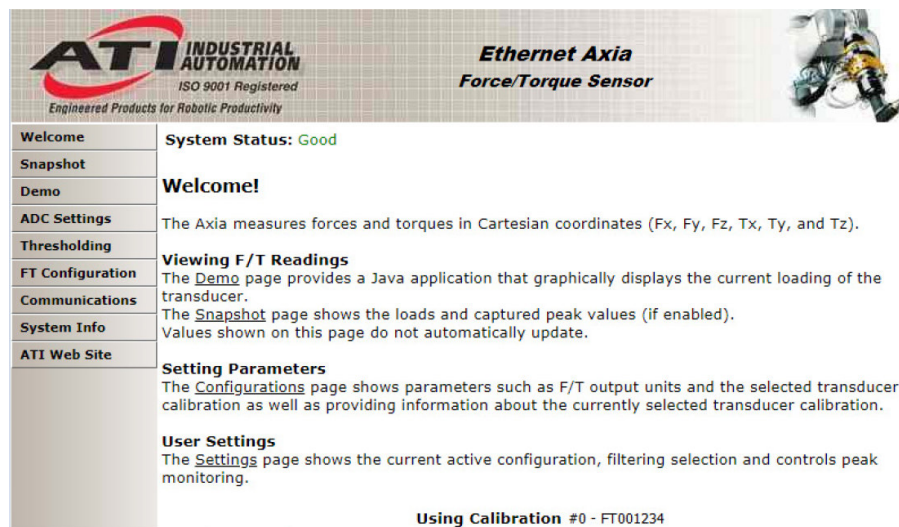 ATI INDUSTRIAL
AUTOMATION
ISO 9001 Registered
Engineered Products for Robotic Productivity
Ethernet Axia
Force/Torque Sensor
Welcome
Snapshot
Demo
ADC Settings
Thresholding
FT Configuration
Communications
System Info
ATI Web Site
System Status: Good
Welcome!
The Axia measures forces and torques in Cartesian coordinates (Fx, Fy, Fz, Tx, Ty, and Tz).
Viewing F/T Readings
The Demo page provides a Java application that graphically displays the current loading of the
transducer.
The Snapshot page shows the loads and captured peak values (if enabled).
Values shown on this page do not automatically update.
Setting Parameters
The Configurations page shows parameters such as F/T output units and the selected transducer
calibration as well as providing information about the currently selected transducer calibration.
User Settings
The Settings page shows the current active configuration, filtering selection and controls peak
monitoring.
Using Calibration #0 - FT001234